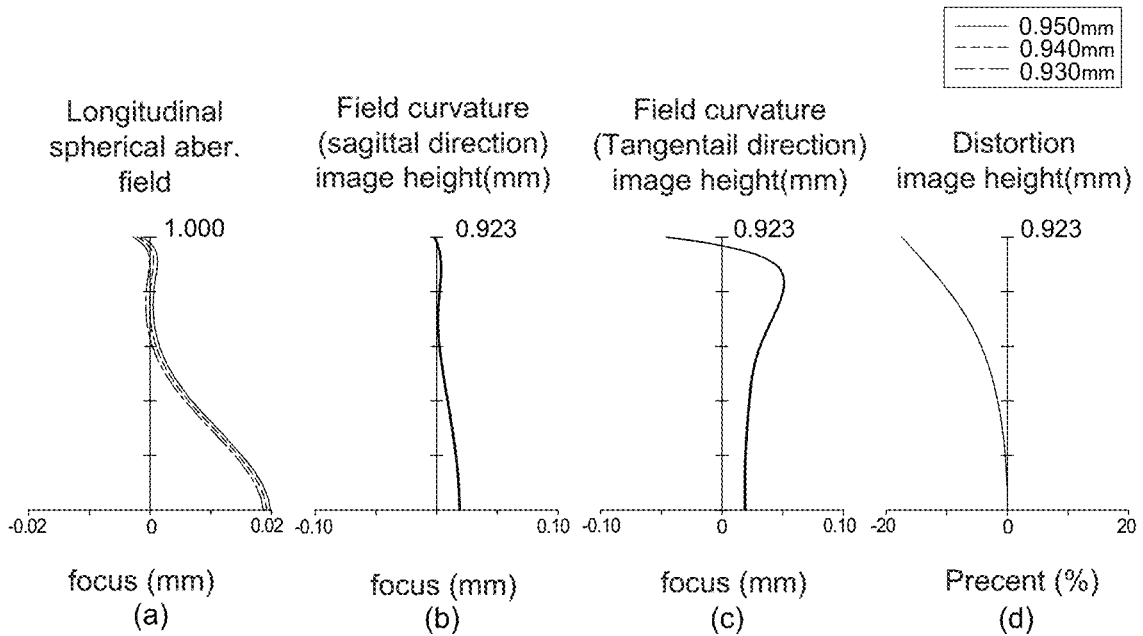 0.950mm
0.940mm
0.930mm
Longitudinal
spherical aber.
field
1.000
-0.02
0
0.02
focus (mm)
(a)
Field curvature
(sagittal direction)
image height(mm)
0.923
-0.10
0.10
focus (mm)
(b)
Field curvature
(Tangentail direction)
image height(mm)
0.923
-0.10
0
0.10
focus (mm)
(c)
Distortion
image height(mm)
0.923
-20
0
20
Precent (%)
(d)